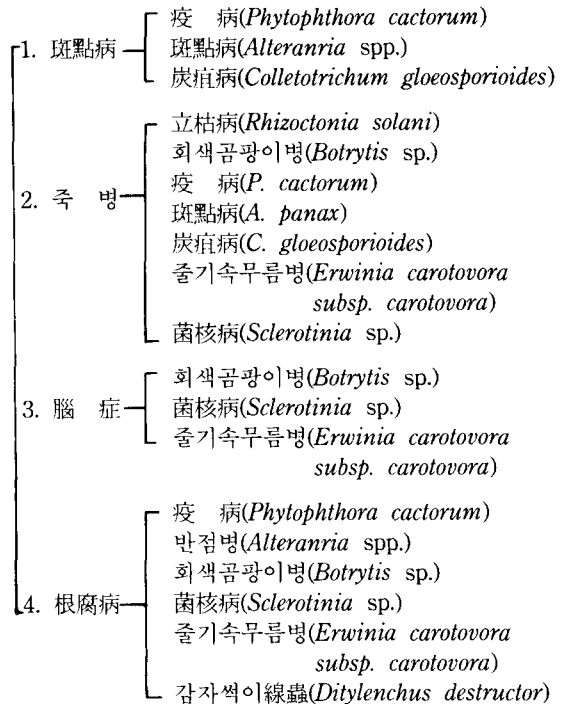 疫 病(Phytophthora cactorum)
1. 斑點病 斑點病(Alteranria spp.)
炭疽病(Colletotrichum gloeosporioides)
立枯病(Rhizoctonia solani)
회색곰팡이병(Botrytis sp.)
疫 病(P. cactorum)
2. 죽 병 斑點病(A. panax)
炭疽病(C. gloeosporioides)
줄기속무름병(Erwinia carotovora
subsp. carotovora)
菌核病(Sclerotinia sp.)
회색곰팡이병(Botrytis sp.)
3. 腦 症 菌核病(Sclerotinia sp.)
줄기속무름병(Erwinia carotovora
subsp. carotovora)
疫 病(Phytophthora cactorum)
반점병(Alteranria spp.)
회색곰팡이병(Botrytis sp.)
4. 根腐病 菌核病(Sclerotinia sp.)
줄기속무름병(Erwinia carotovora
subsp. carotovora)
감자썩이線蟲(Ditylenchus destructor)